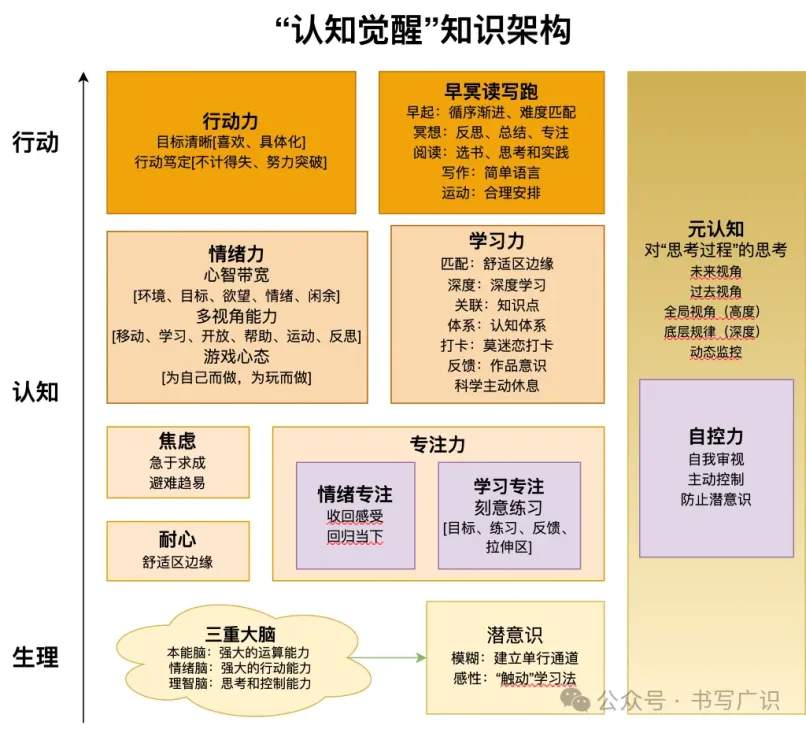 “认知觉醒”知识架构
行动
行动力
目标清晰[喜欢、具体化]
行动笃定[不计得失、努力突破]
早冥读写跑
早起：循序渐进、难度匹配
冥想：反思、总结、专注
阅读：选书、思考和实践
写作：简单语言
运动：合理安排
认知
情绪力
心智带宽
[环境、目标、欲望、情绪、闲余]
多视角能力
[移动、学习、开放、帮助、运动、反思]
游戏心态
[为自己而做，为玩而做]
学习力
匹配：舒适区边缘
深度：深度学习
关联：知识点
体系：认知体系
打卡：莫迷恋打卡
反馈：作品意识
科学主动休息
焦虑
急于求成
避难趋易
耐心
舒适区边缘
专注力
情绪专注
收回感受
回归当下
学习专注
刻意练习
[目标、练习、反馈、
拉伸区]
元认知
对“思考过程”的思考
未来视角
过去视角
全局视角（高度）
底层规律（深度）
动态监控
自控力
自我审视
主动控制
防止潜意识
生理
三重大脑
本能脑：强大的运算能力
情绪脑：强大的行动能力
理智脑：思考和控制能力
潜意识
模糊：建立单行通道
感性：“触动”学习法
公众号 · 书写广识